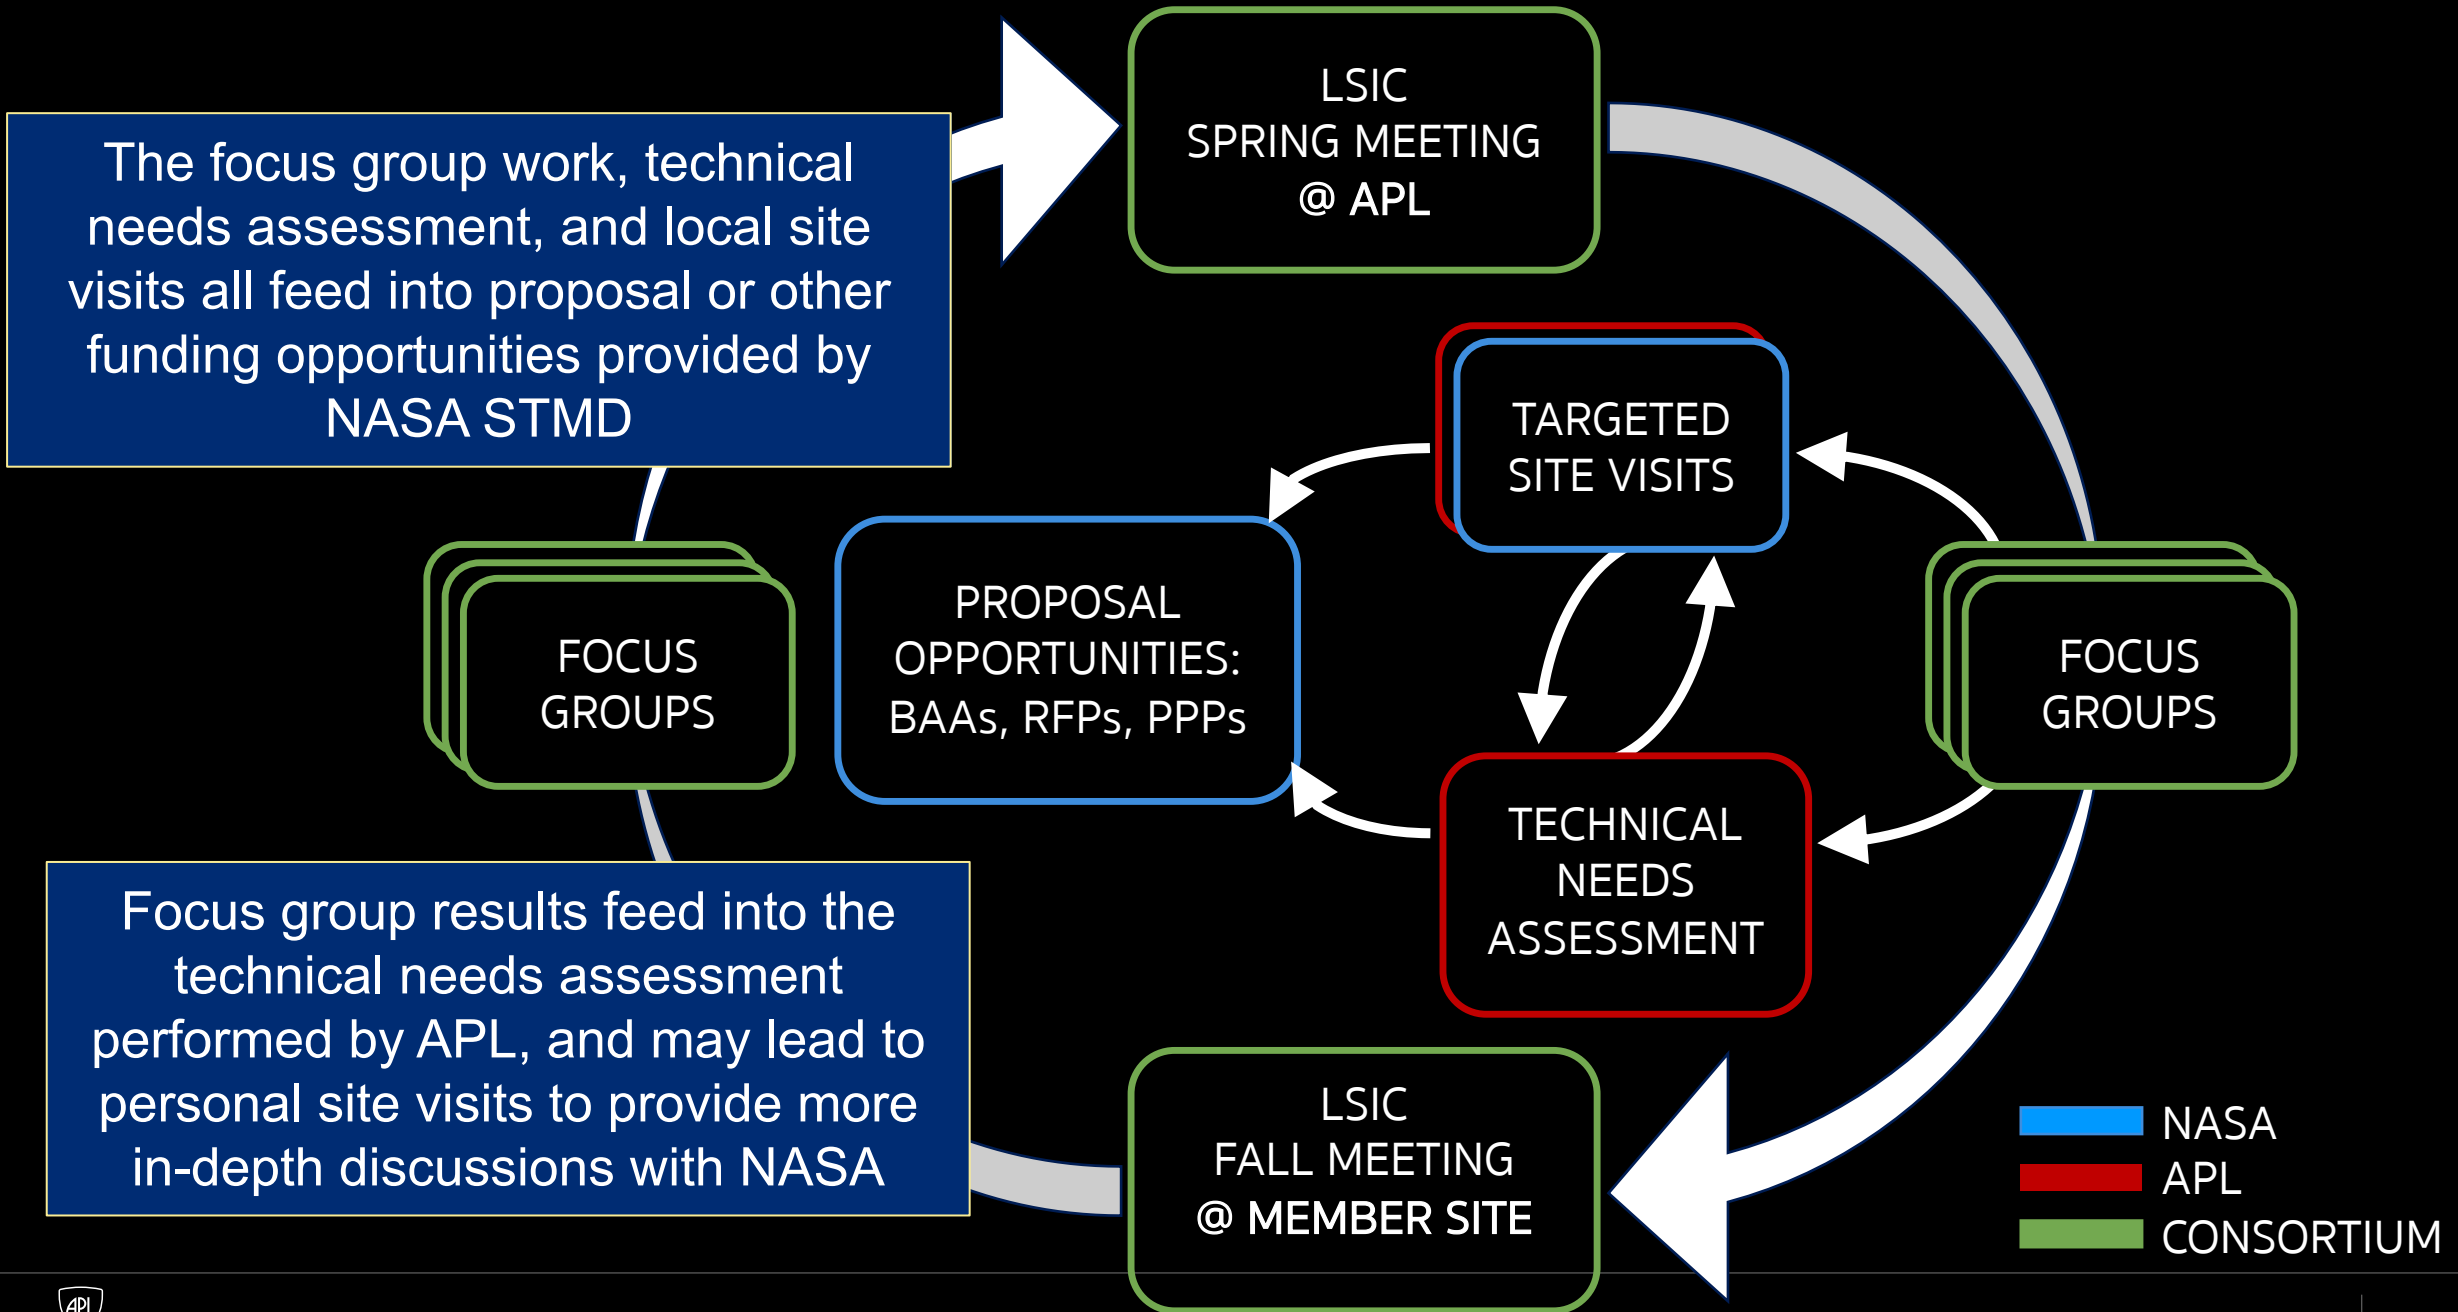 LSIC
SPRING MEETING
@ APL
The focus group work, technical
needs assessment, and local site
visits all feed into proposal or other
funding opportunities provided by
NASA STMD
TARGETED
SITE VISITS
PROPOSAL
OPPORTUNITIES:
BAAs, RFPs, PPPs
FOCUS
GROUPS
FOCUS
GROUPS
TECHNICAL
NEEDS
ASSESSMENT
Focus group results feed into the
technical needs assessment
performed by APL, and may lead to
personal site visits to provide more
in-depth discussions with NASA
LSIC
FALL MEETING
@ MEMBER SITE
NASA
APL
CONSORTIUM
APL